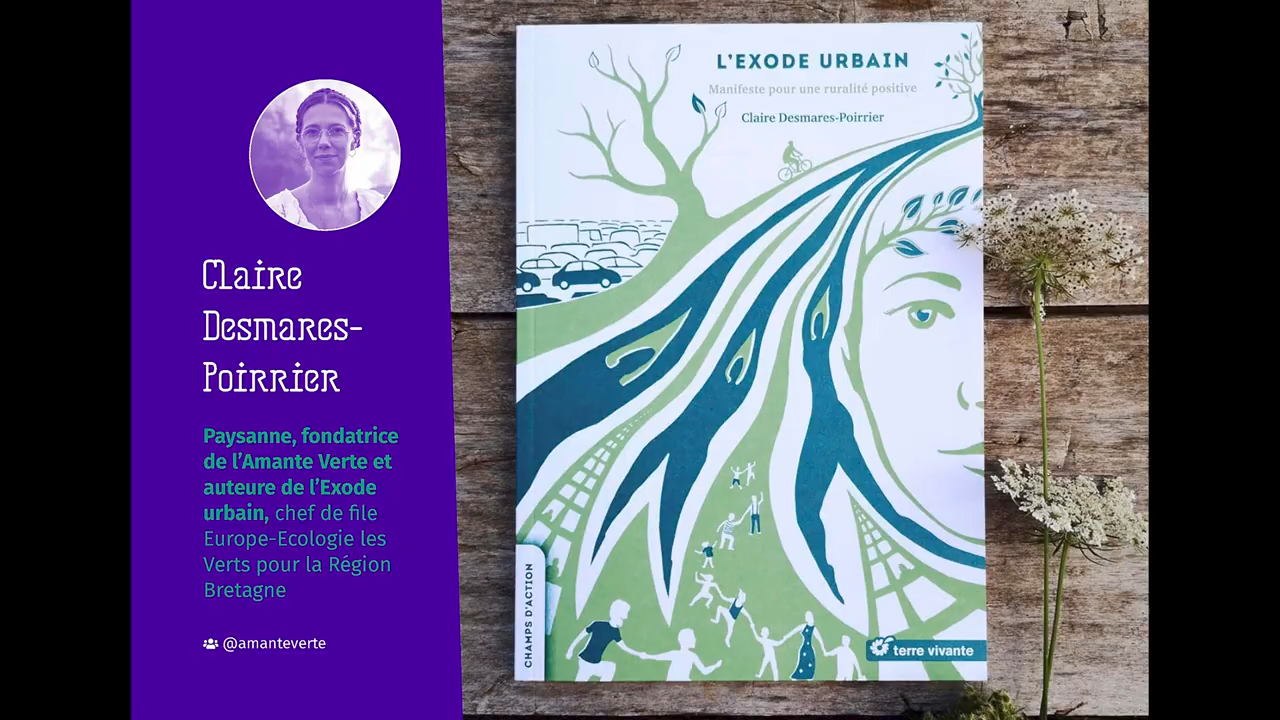 Claire
Desmares-
Poirrier
Paysanne, fondatrice
de l'Amante Verte et
auteure de l'Exode
urbain, chef de file
Europe-Ecologie les
Verts pour la Région
Bretagne
@amanteverte
L'EXODE URBAIN
Manifeste pour une ruralité positive
Claire Desmares-Poirrier
CHAMPS D'ACTION
terre vivante